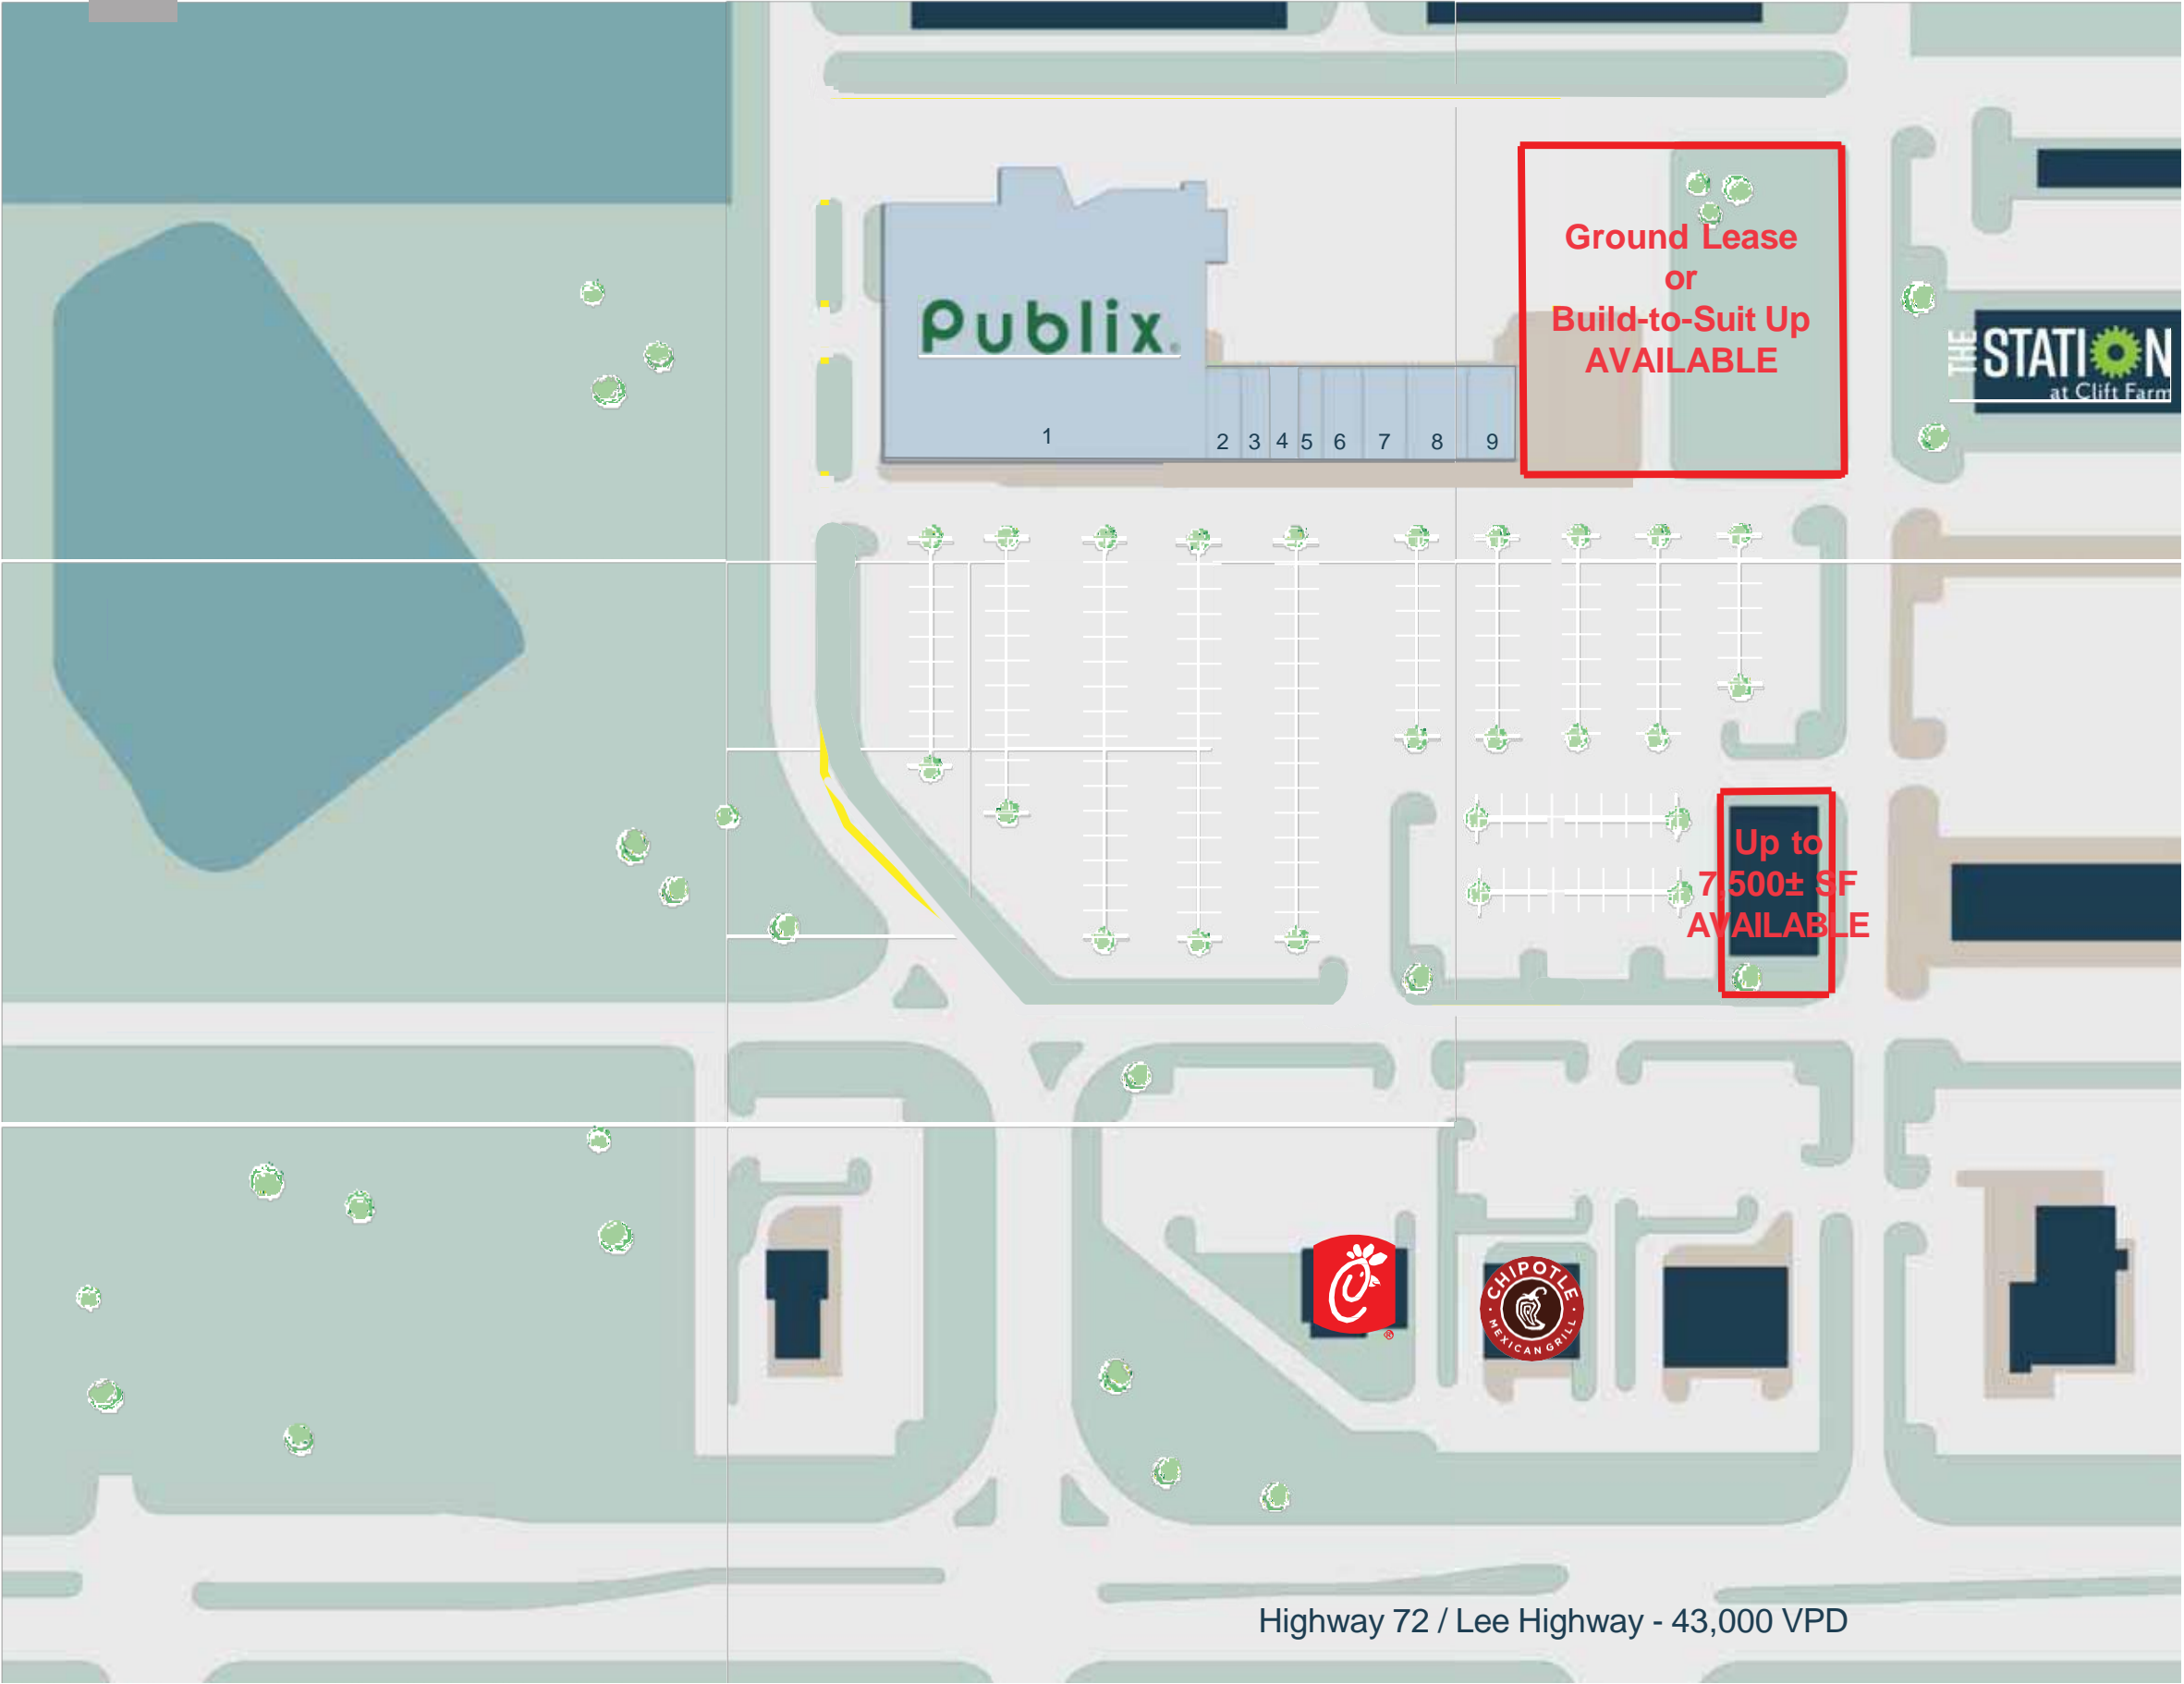 Ground Lease
or
Build-to-Suit Up
AVAILABLE
Publix®
THE STATION
at Clift Farm
1 2 3 4 5 6 7 8 9
Up to
7,500± SF
AVAILABLE
C
®
CHIPOTLE
MEXICAN GRILL
Highway 72 / Lee Highway - 43,000 VPD